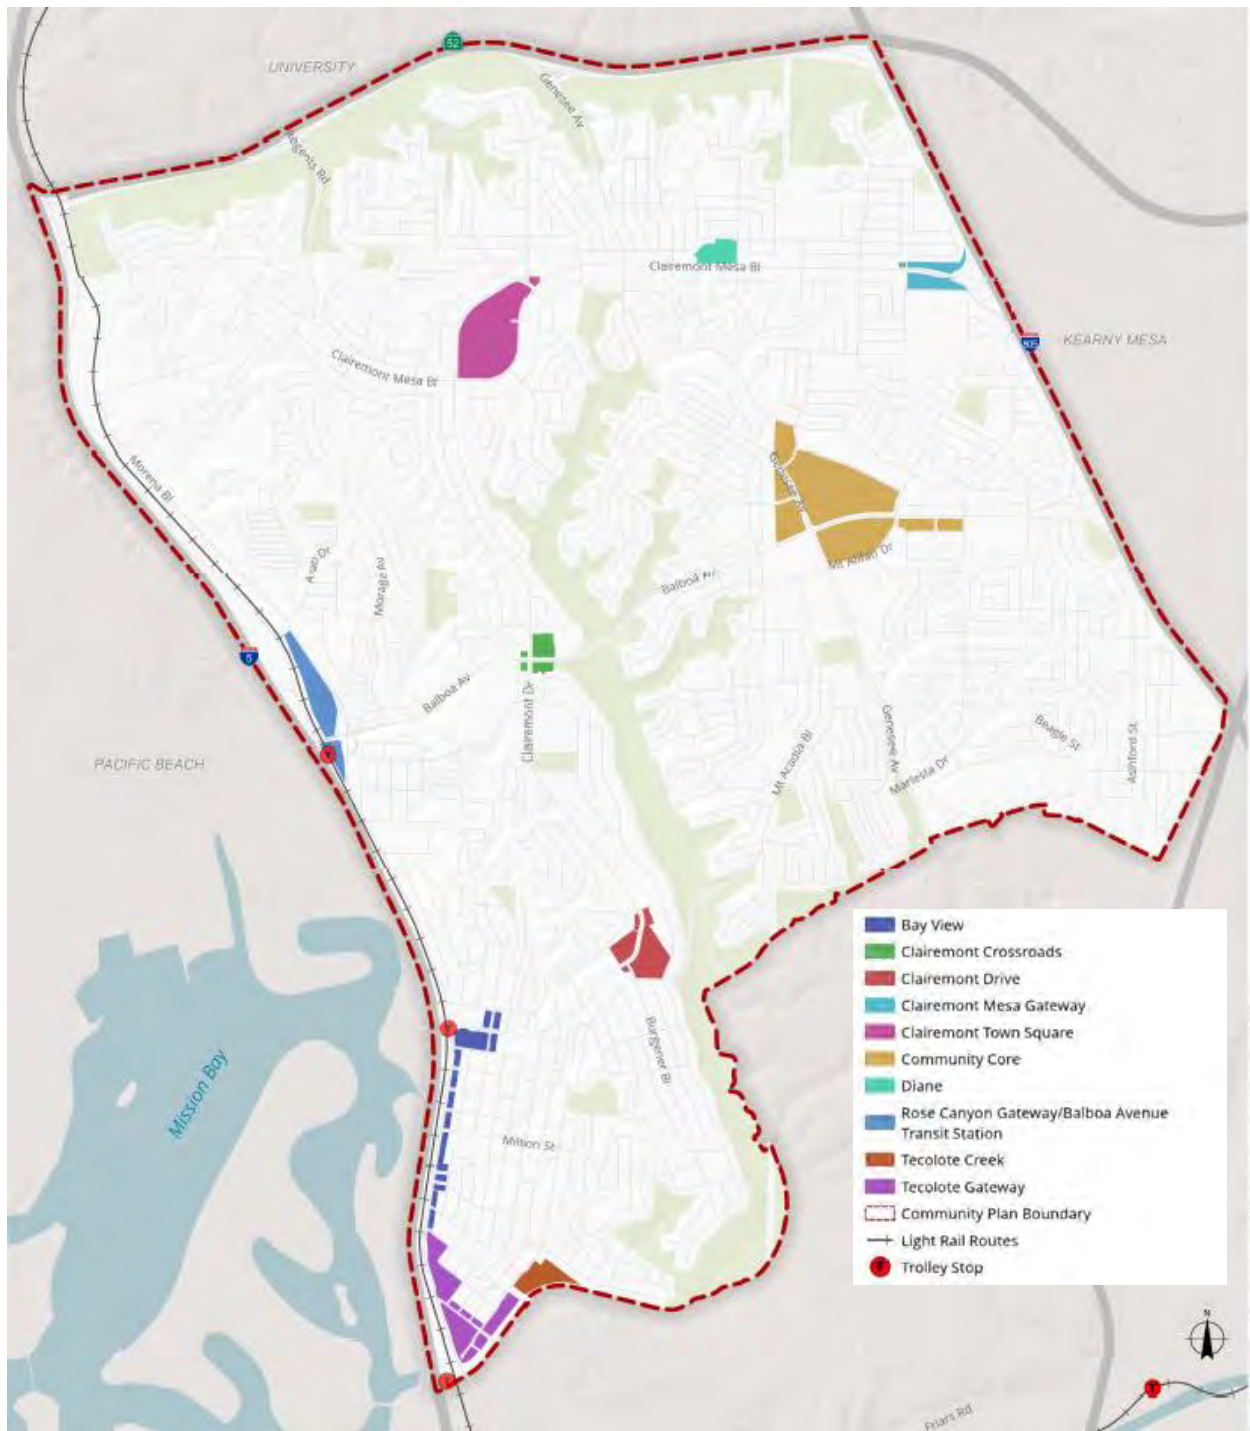 52
UNIVERSITY
Genesee Av
Regents Rd
Clairemont Mesa Bl
805
KEARNY MESA
Clairemont Mesa Bl
Morena Bl
Genesee Av
Mt Alifan Dr
Balboa Av
Moraga Av
5
Balboa Av
Clairemont Dr
PACIFIC BEACH
Mt Acadia Bl
Genesee Av
Marlesta Dr
Beagle St
Ashford St
Bay View
Clairemont Crossroads
Clairemont Drive
Clairemont Mesa Gateway
Clairemont Town Square
Community Core
Diane
Rose Canyon Gateway/Balboa Avenue
Transit Station
Tecolote Creek
Tecolote Gateway
Community Plan Boundary
Light Rail Routes
Trolley Stop
Burgener Bl
Mission Bay
Milton St
N
T
Friars Rd